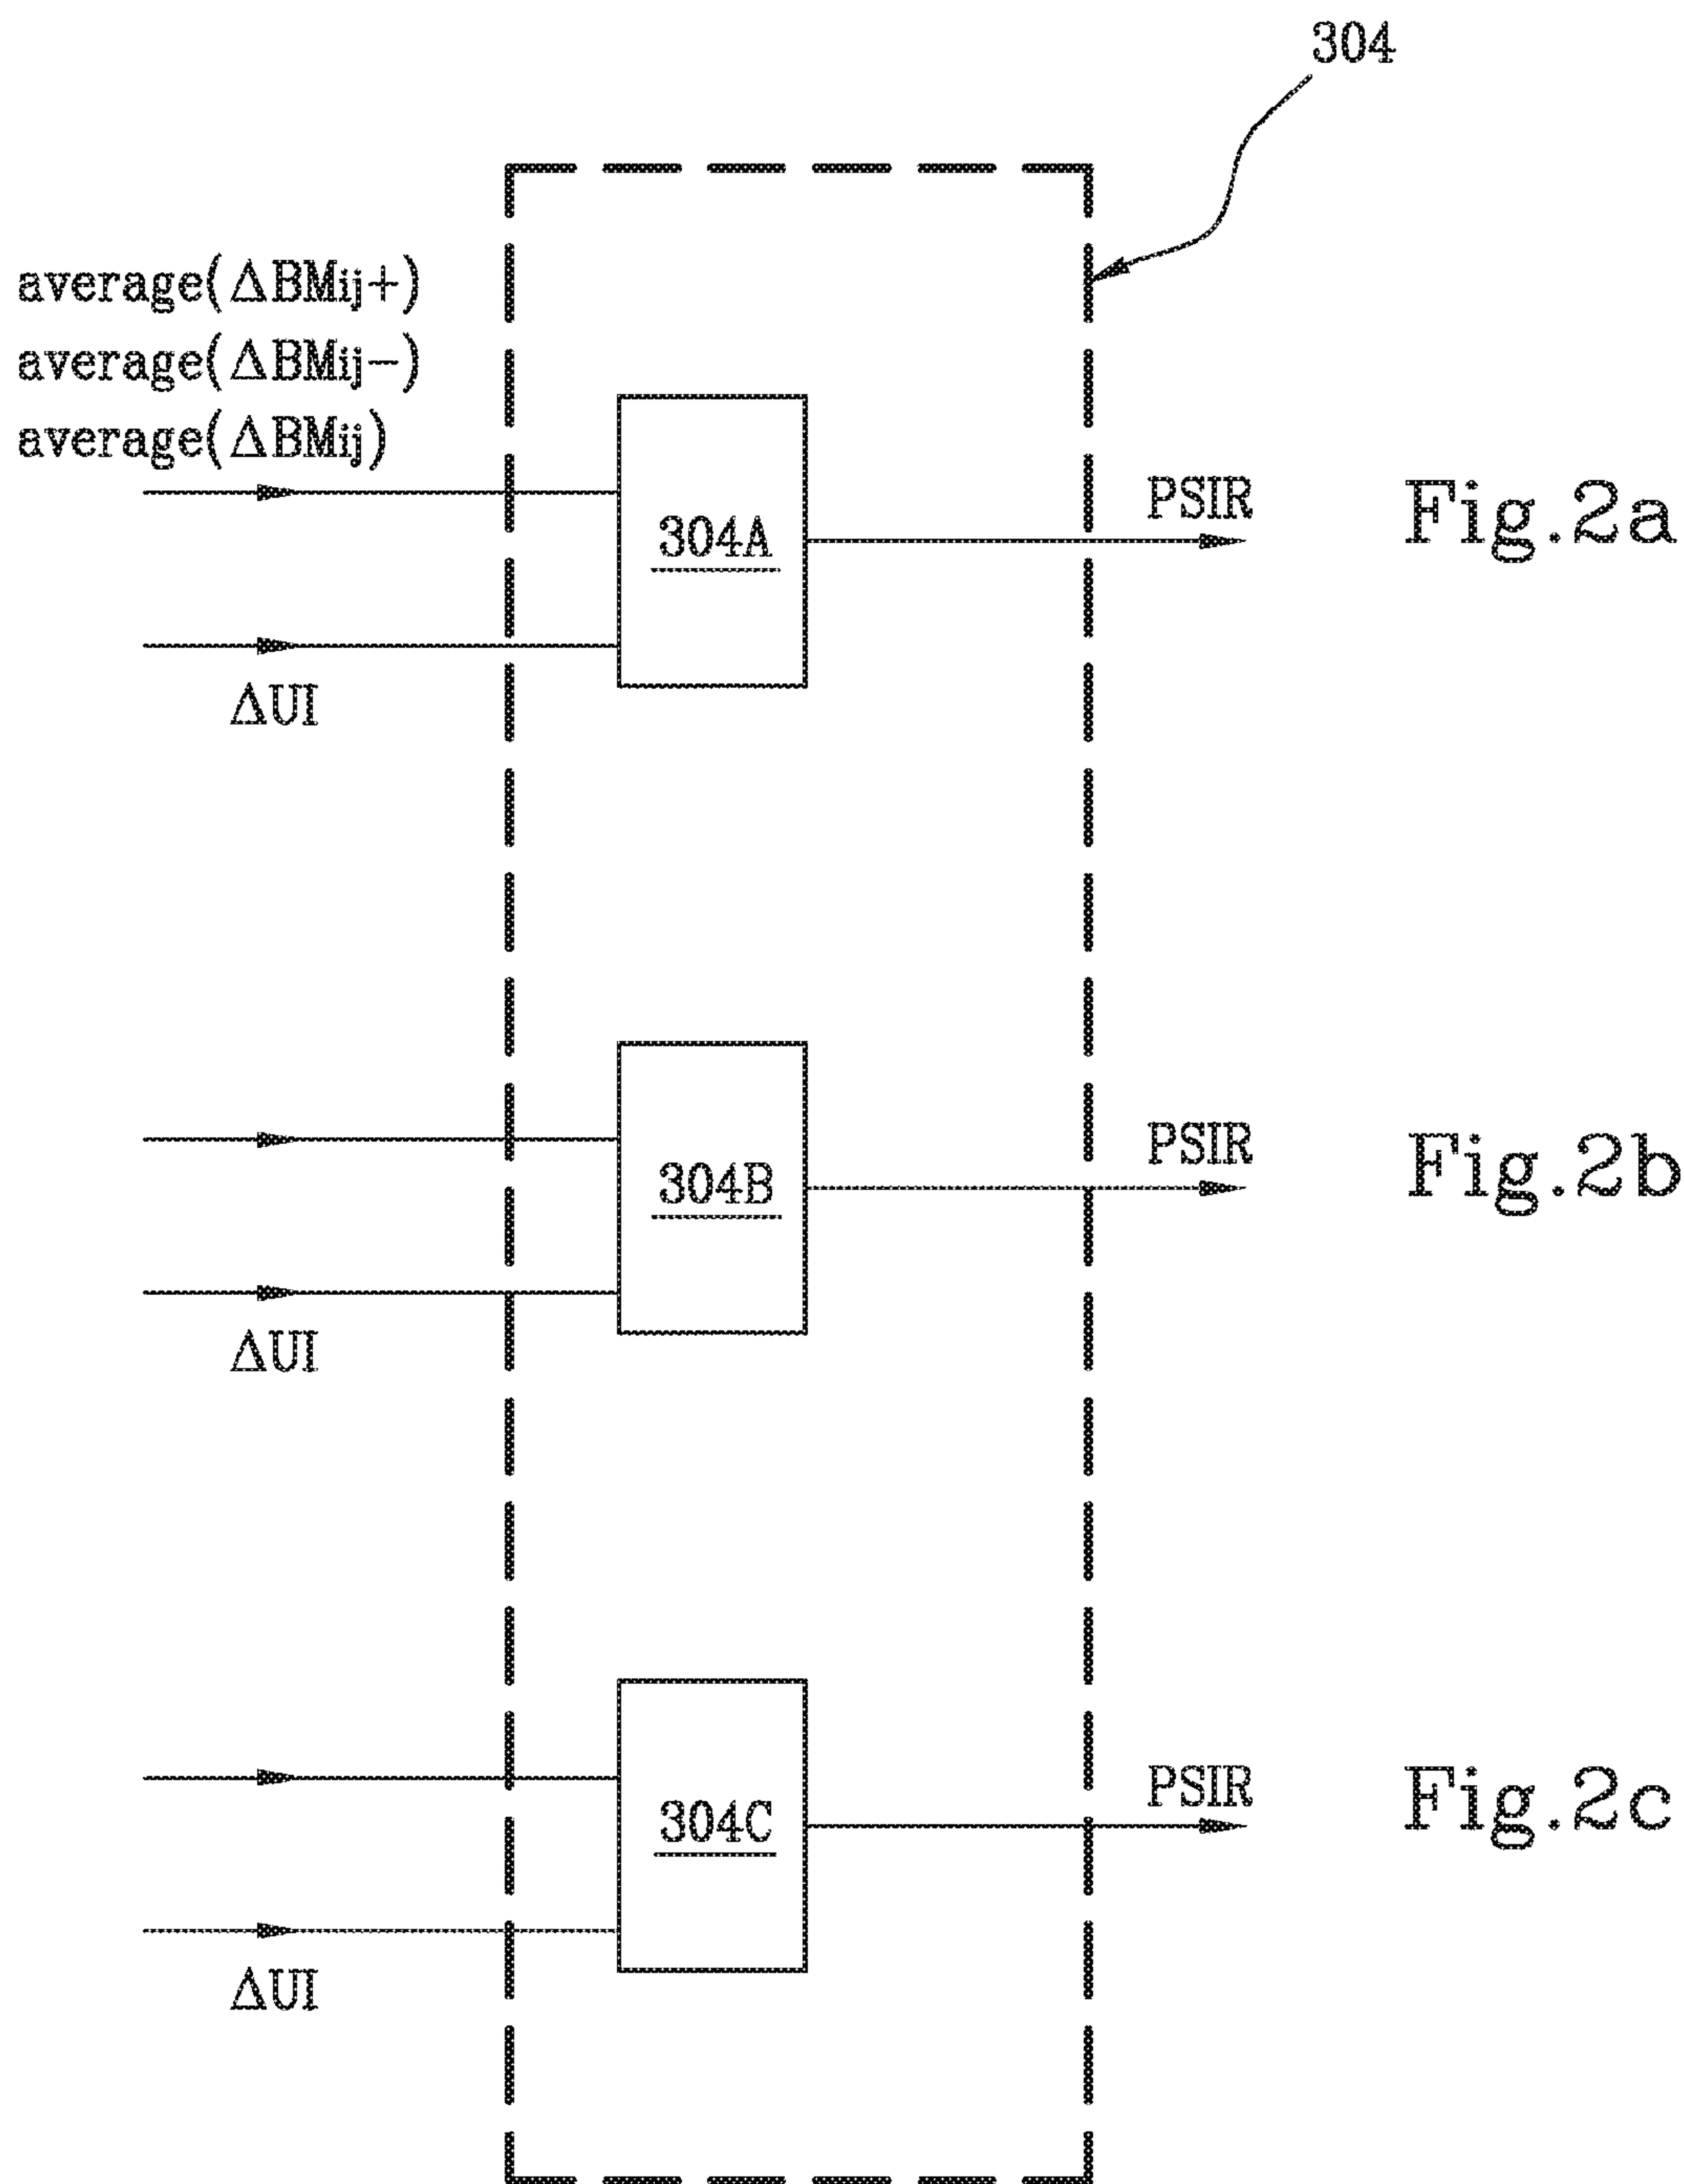 304
average(ΔBMij+)
average(ΔBMij-)
average(ΔBMij)
304A
PSIR
Fig.2a
ΔUI
304B
PSIR
Fig.2b
ΔUI
304C
PSIR
Fig.2c
ΔUI